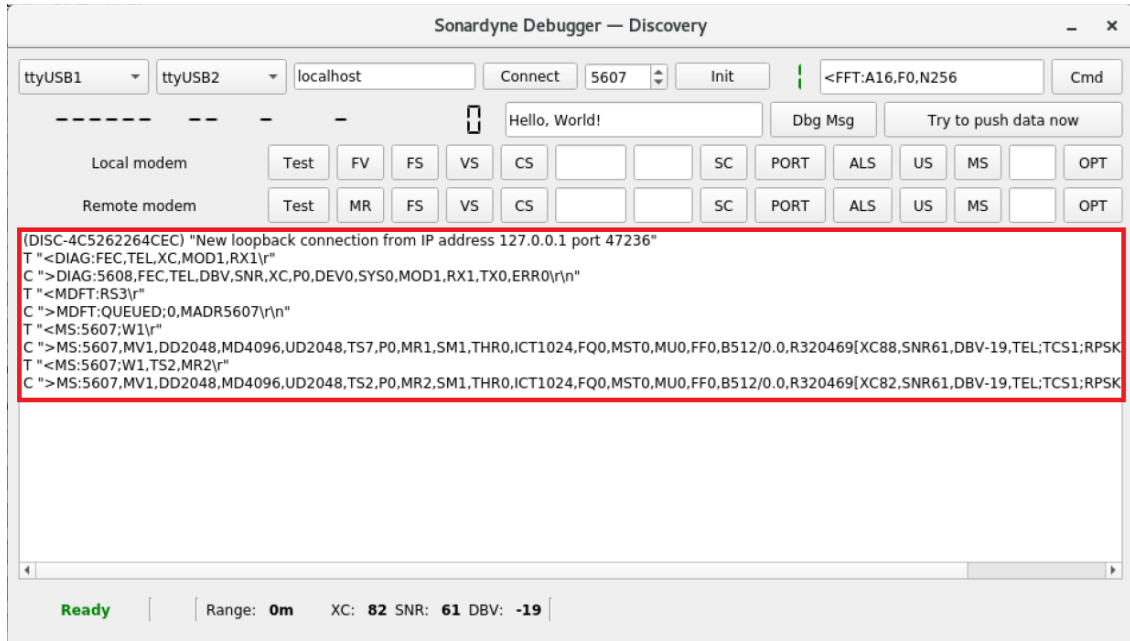 Sonardyne Debugger — Discovery
ttyUSB1 ttyUSB2 localhost Connect 5607 Init <FFT:A16,F0,N256 Cmd
------ -- - - 0 Hello, World! Dbg Msg Try to push data now
Local modem Test FV FS VS CS SC PORT ALS US MS OPT
Remote modem Test MR FS VS CS SC PORT ALS US MS OPT
(DISC-4C5262264CEC) "New loopback connection from IP address 127.0.0.1 port 47236"
T "<DIAG:FEC,TEL,XC,MOD1,RX1\r"
C ">DIAG:5608,FEC,TEL,DBV,SNR,XC,P0,DEV0,SYS0,MOD1,RX1,TX0,ERR0\r\n"
T "<MDFT:RS3\r"
C ">MDFT:QUEUED;0,MADR5607\r\n"
T "<MS:5607;W1\r"
C ">MS:5607,MV1,DD2048,MD4096,UD2048,TS7,P0,MR1,SM1,THR0,ICT1024,FQ0,MST0,MU0,FF0,B512/0.0,R320469[XC88,SNR61,DBV-19,TEL;TCS1;RPSK
T "<MS:5607;W1,TS2,MR2\r"
C ">MS:5607,MV1,DD2048,MD4096,UD2048,TS2,P0,MR2,SM1,THR0,ICT1024,FQ0,MST0,MU0,FF0,B512/0.0,R320469[XC82,SNR61,DBV-19,TEL;TCS1;RPSK
Ready Range: 0m XC: 82 SNR: 61 DBV: -19